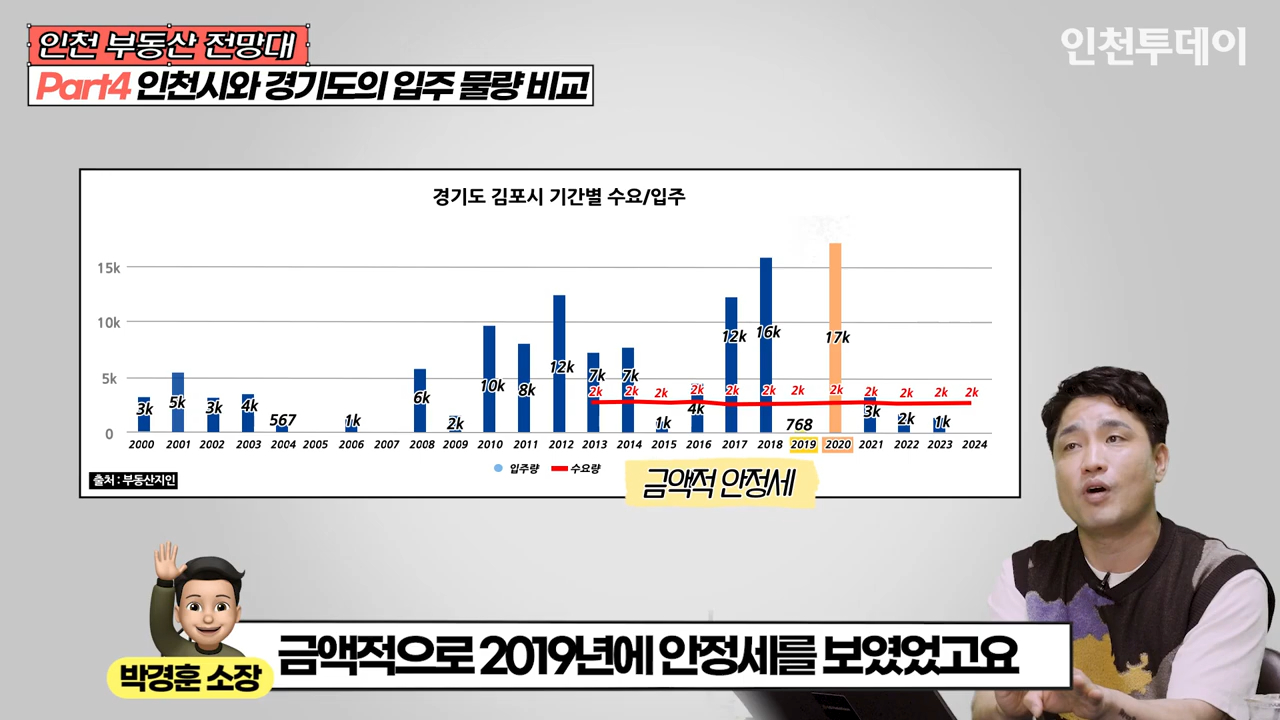 인천 부동산 전망대
인천투데이
Part4 인천시와 경기도의 입주 물량 비교
경기도 김포시 기간별 수요/입주
15k
10k
5k
0
3k 5k 3k 4k 567 1k 6k 2k 10k 8k 12k 7k 7k 1k 4k 12k 16k 768 17k 3k 2k 1k
2k 2k 2k 2k 2k 2k 2k 2k 2k 2k 2k 2k
2000 2001 2002 2003 2004 2005 2006 2007 2008 2009 2010 2011 2012 2013 2014 2015 2016 2017 2018 2019 2020 2021 2022 2023 2024
입주량 수요량
출처 : 부동산지인
금액적 안정세
금액적으로 2019년에 안정세를 보였었고요
박경훈 소장